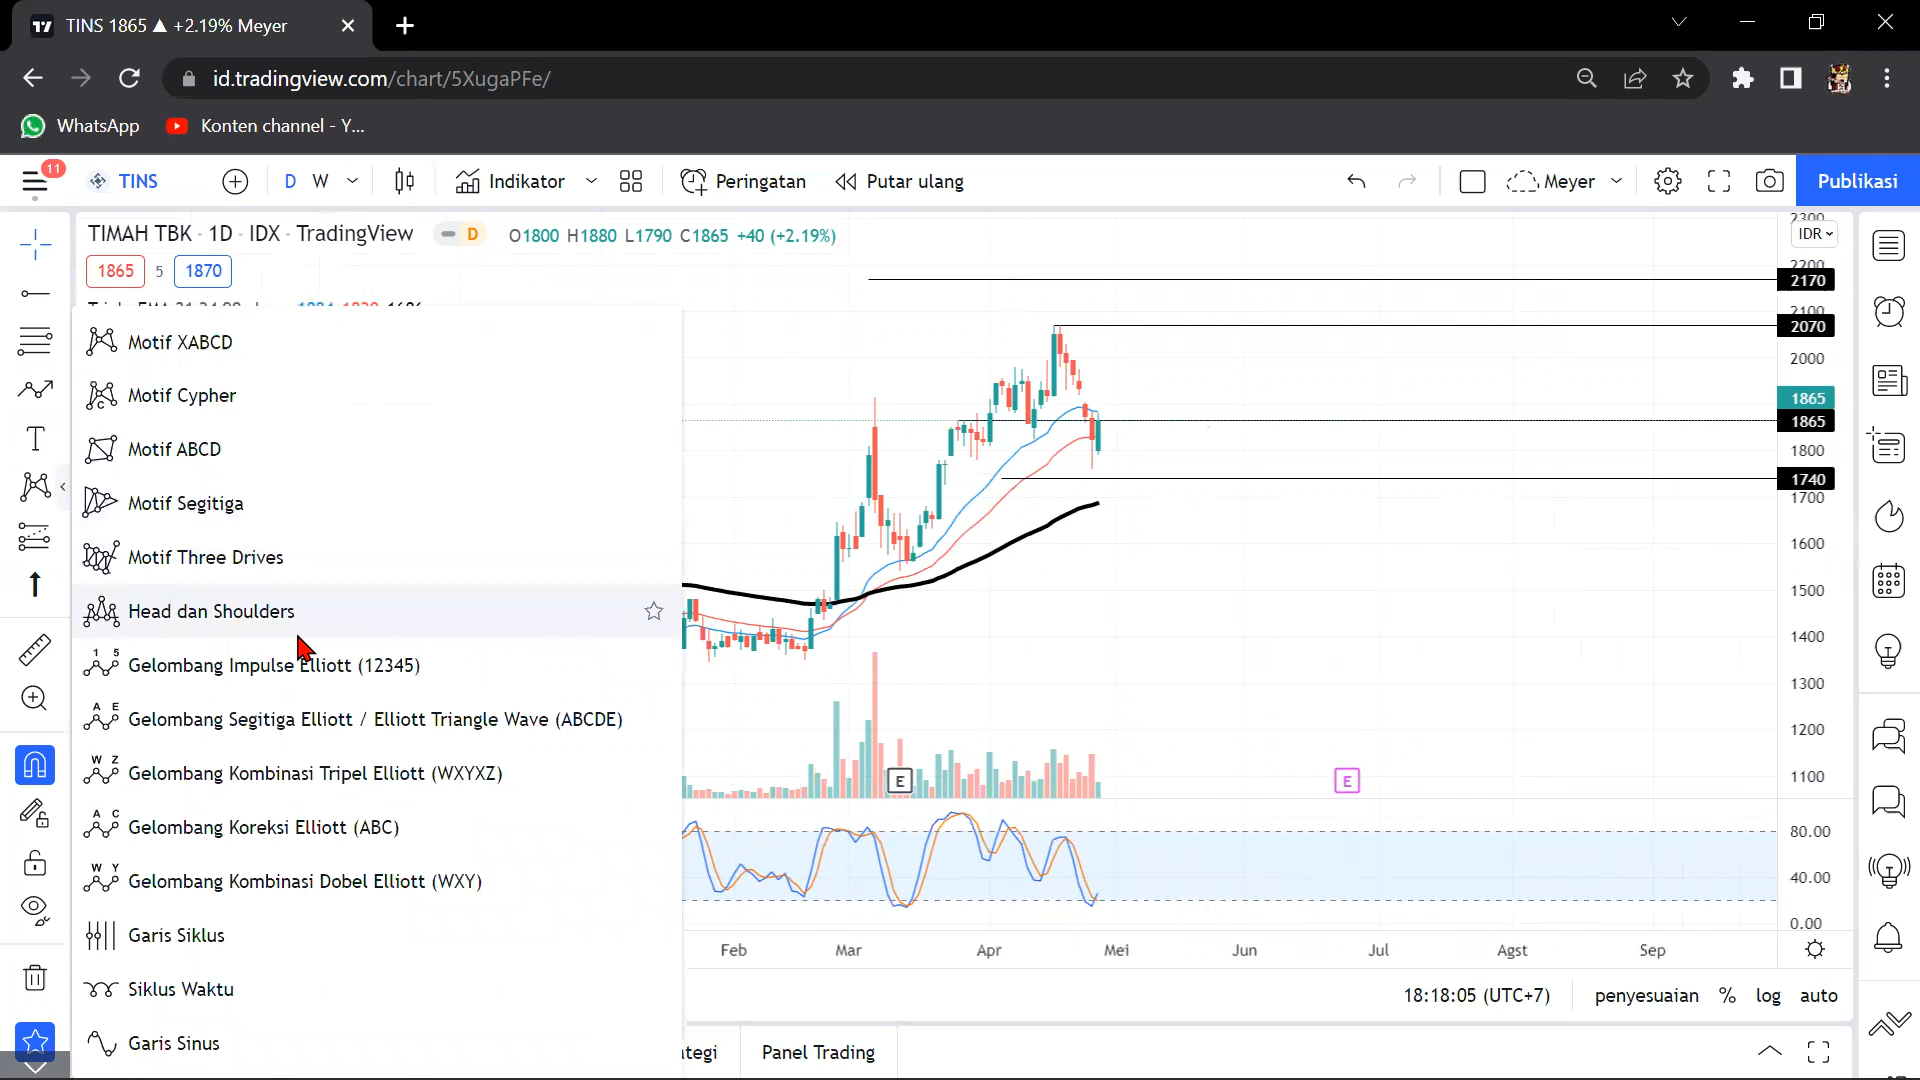 TINS 1865 ▲ +2.19% Meyer
id.tradingview.com/chart/5XugaPFe/
WhatsApp
Konten channel - Y...
11
TINS
D
W
Indikator
Peringatan
Putar ulang
Meyer
Publikasi
TIMAH TBK · 1D · IDX · TradingView
D
O1800 H1880 L1790 C1865 +40 (+2.19%)
1865
5
1870
IDR
2300
2200
2170
2100
2070
2000
1865
1865
1800
1740
1700
1600
1500
1400
1300
1200
1100
80.00
40.00
0.00
Motif XABCD
Motif Cypher
Motif ABCD
Motif Segitiga
Motif Three Drives
Head dan Shoulders
Gelombang Impulse Elliott (12345)
Gelombang Segitiga Elliott / Elliott Triangle Wave (ABCDE)
Gelombang Kombinasi Tripel Elliott (WXYXZ)
Gelombang Koreksi Elliott (ABC)
Gelombang Kombinasi Dobel Elliott (WXY)
Garis Siklus
Siklus Waktu
Garis Sinus
E
E
Feb
Mar
Apr
Mei
Jun
Jul
Agst
Sep
18:18:05 (UTC+7)
penyesuaian
%
log
auto
tegi
Panel Trading